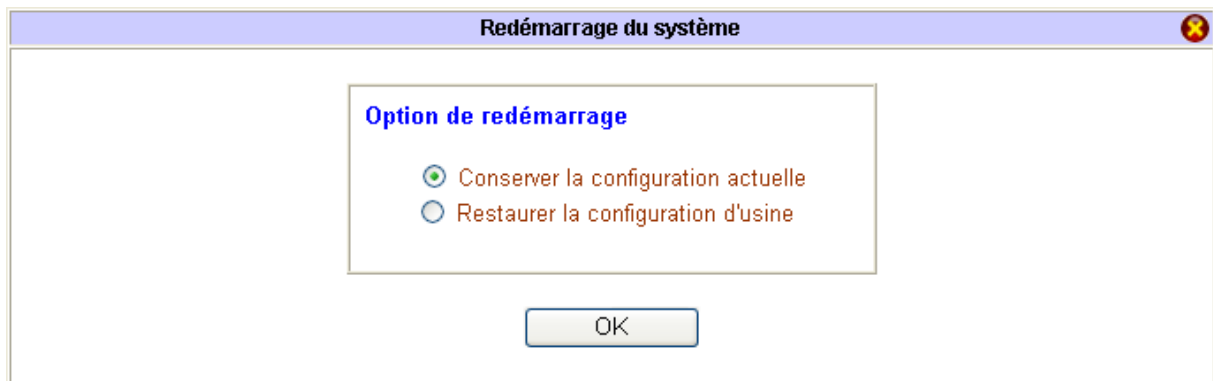 Redémarrage du système
Option de redémarrage
Conserver la configuration actuelle
Restaurer la configuration d'usine
OK